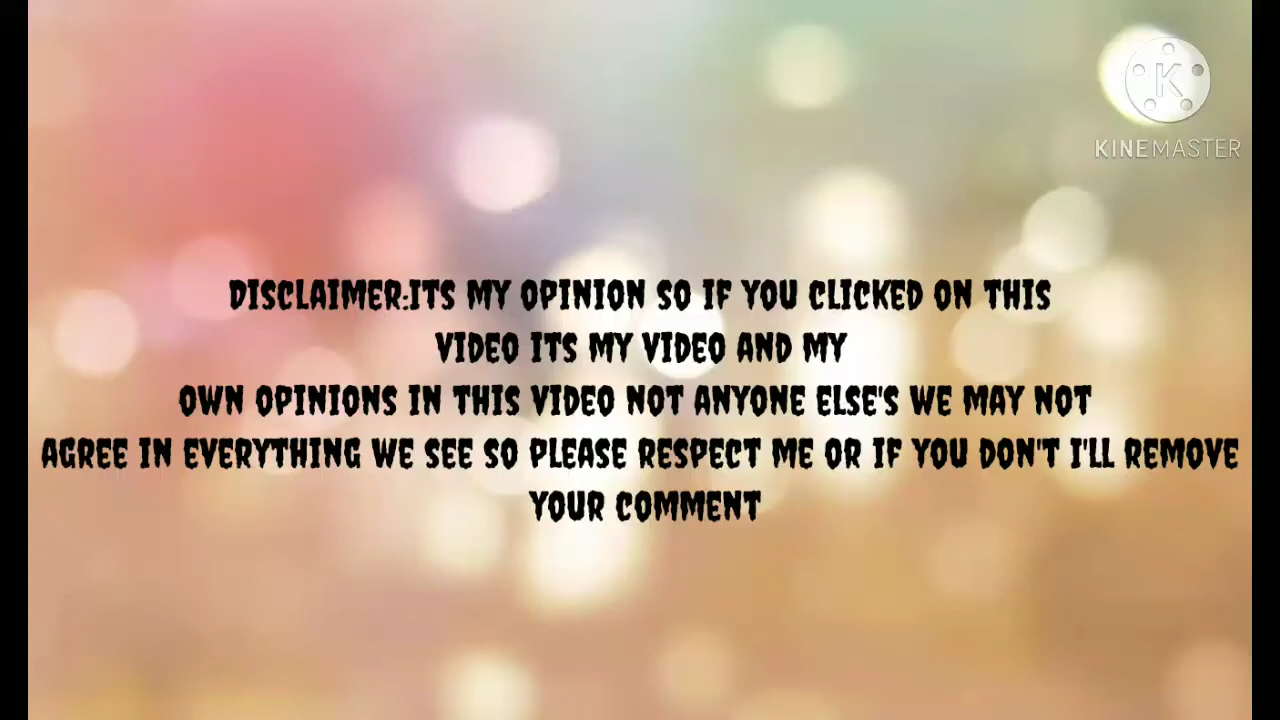 KINEMASTER
DISCLAIMER:ITS MY OPINION SO IF YOU CLICKED ON THIS
VIDEO ITS MY VIDEO AND MY
OWN OPINIONS IN THIS VIDEO NOT ANYONE ELSE'S WE MAY NOT
AGREE IN EVERYTHING WE SEE SO PLEASE RESPECT ME OR IF YOU DON'T I'LL REMOVE
YOUR COMMENT